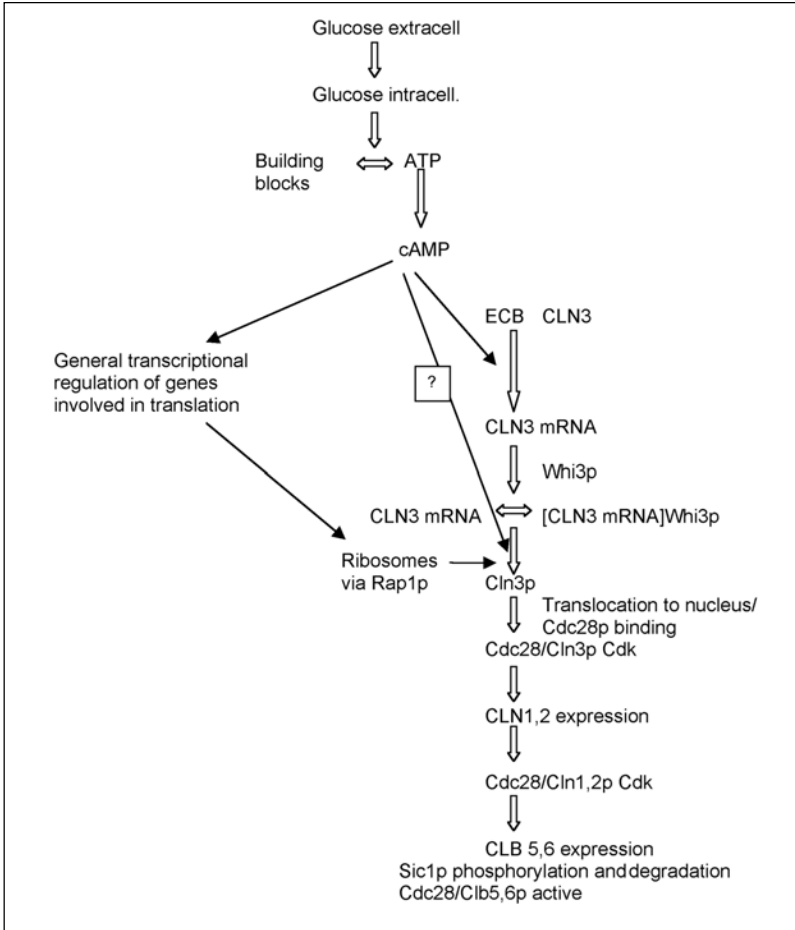 Glucose extracell
Glucose intracell.
Building
blocks
ATP
cAMP
ECB CLN3
General transcriptional
regulation of genes
involved in translation
?
CLN3 mRNA
Whi3p
CLN3 mRNA
[CLN3 mRNA]Whi3p
Ribosomes
via Rap1p
Cln3p
Translocation to nucleus/
Cdc28p binding
Cdc28/Cln3p Cdk
CLN1,2 expression
Cdc28/Cln1,2p Cdk
CLB 5,6 expression
Sic1p phosphorylation and degradation
Cdc28/Clb5,6p active